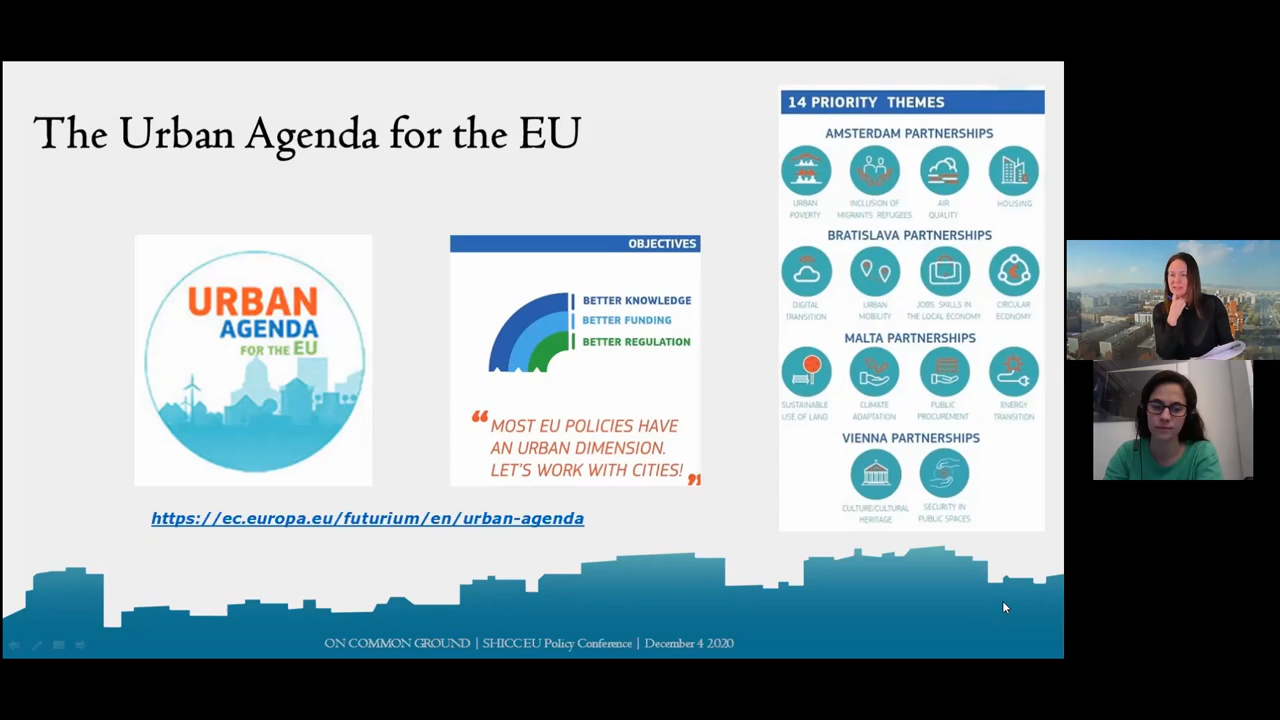 The Urban Agenda for the EU
URBAN
AGENDA
FOR THE EU
https://ec.europa.eu/futurium/en/urban-agenda
OBJECTIVES
BETTER KNOWLEDGE
BETTER FUNDING
BETTER REGULATION
“ MOST EU POLICIES HAVE
AN URBAN DIMENSION.
LET’S WORK WITH CITIES! ”
14 PRIORITY THEMES
AMSTERDAM PARTNERSHIPS
URBAN
POVERTY
INCLUSION OF
MIGRANTS REFUGEES
AIR
QUALITY
HOUSING
BRATISLAVA PARTNERSHIPS
DIGITAL
TRANSITION
URBAN
MOBILITY
JOBS SKILLS IN
THE LOCAL ECONOMY
CIRCULAR
ECONOMY
MALTA PARTNERSHIPS
SUSTAINABLE
USE OF LAND
CLIMATE
ADAPTATION
PUBLIC
PROCUREMENT
ENERGY
TRANSITION
VIENNA PARTNERSHIPS
CULTURE/CULTURAL
HERITAGE
SECURITY IN
PUBLIC SPACES
ON COMMON GROUND | SHICC EU Policy Conference | December 4 2020